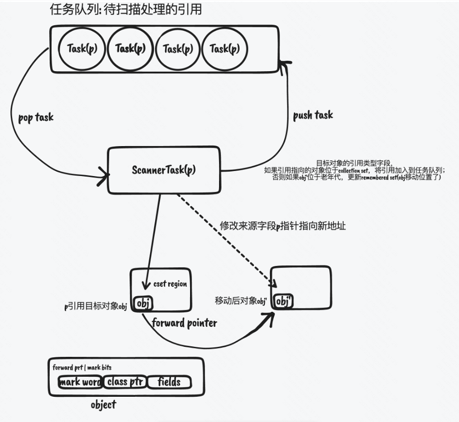 任务队列: 待扫描处理的引用
Task(p) Task(p) Task(p) Task(p)
pop task
push task
ScannerTask(p)
目标对象的引用类型字段,
如果引用指向的对象位于collection set, 将引用加入到任务队列;
否则如果obj'位于老年代, 更新remembered set(obj移动位置了)
修改来源字段p指针指向新地址
cset region
p引用目标对象obj
obj
移动后对象obj'
obj'
forward pointer
forward prt | mark bits
mark word class ptr fields
object